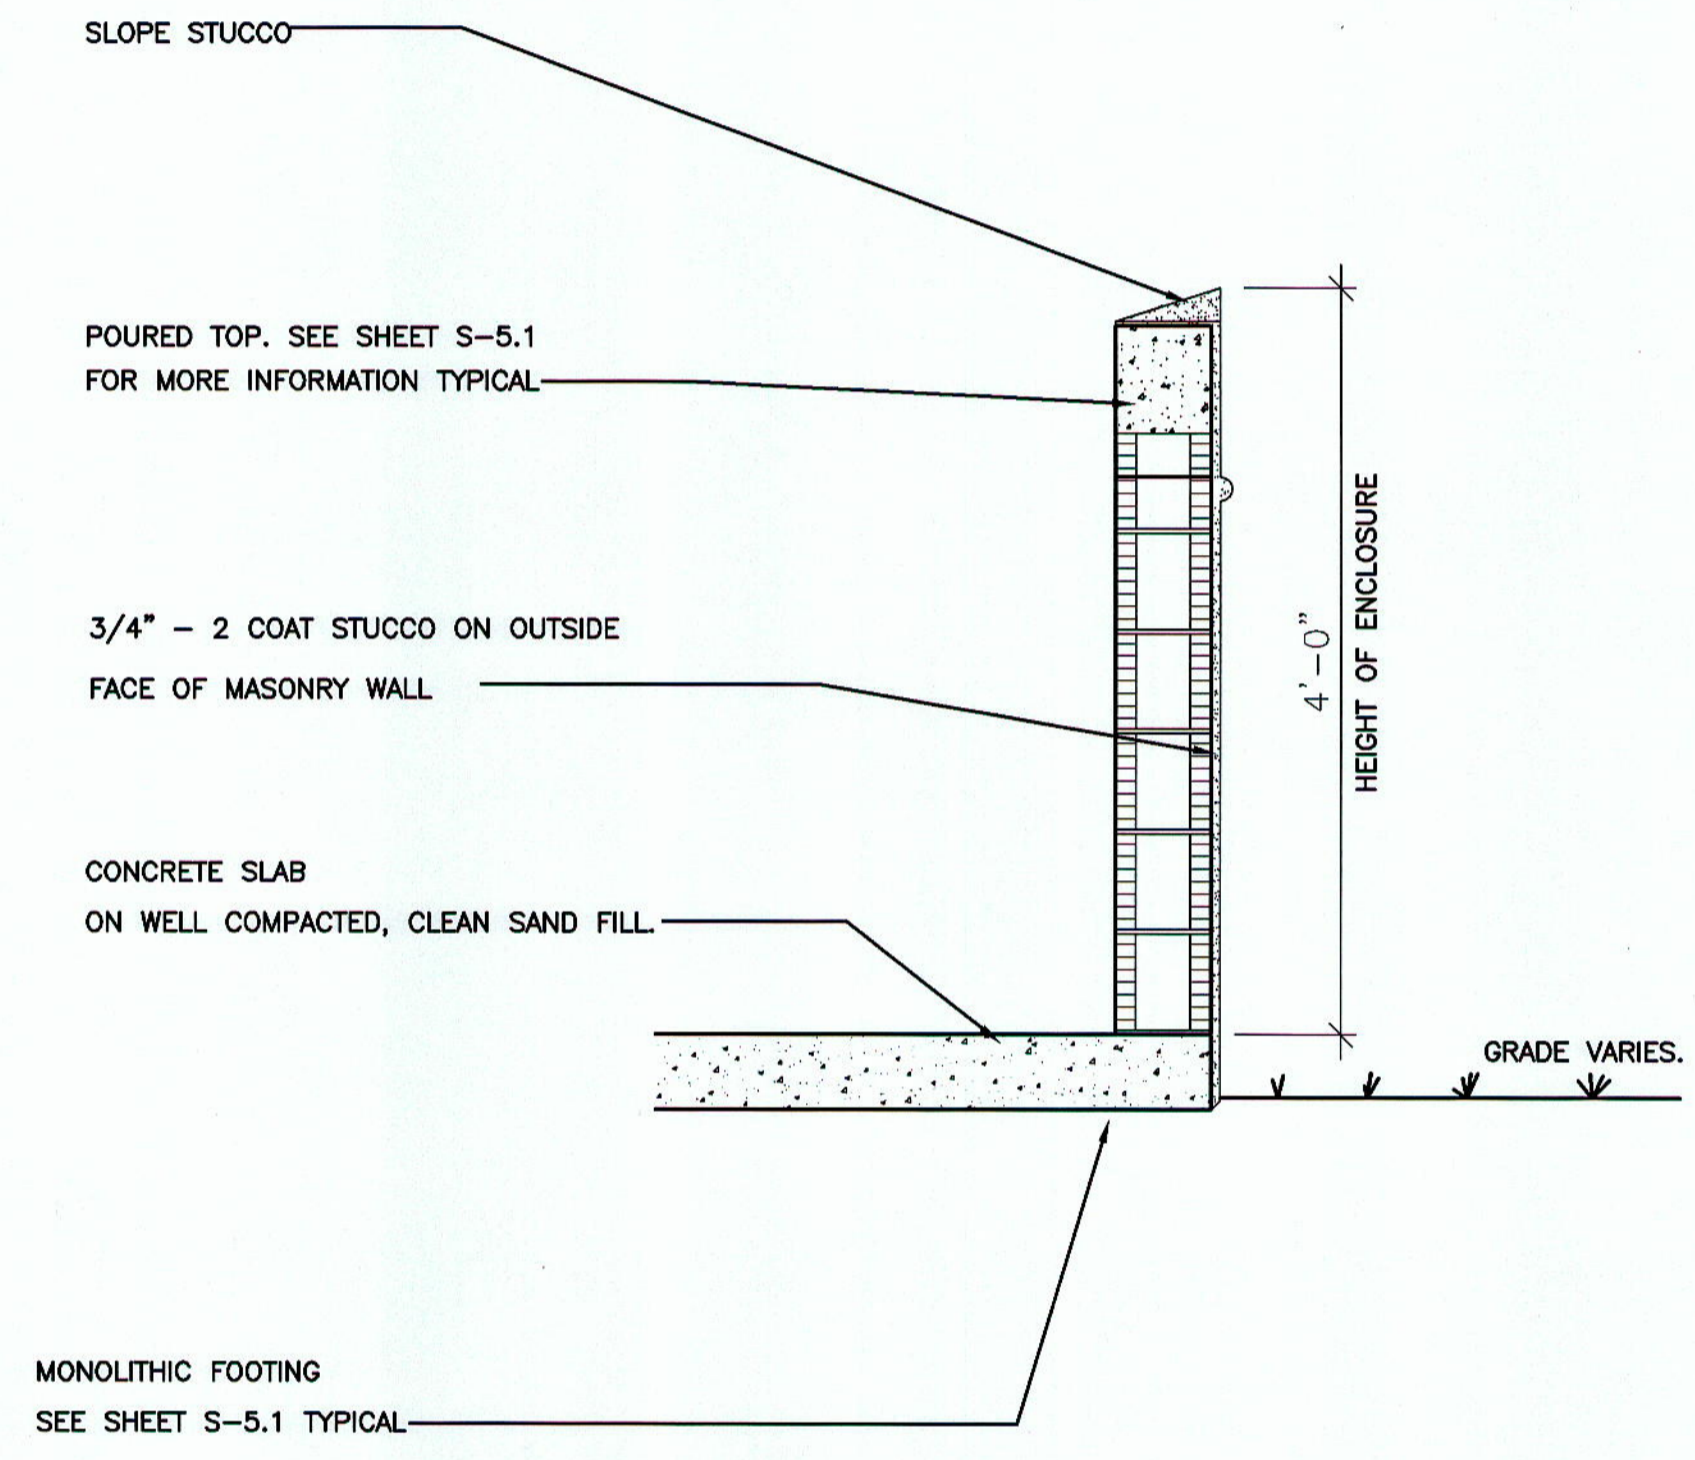 SLOPE STUCCO
POURED TOP. SEE SHEET S-5.1
FOR MORE INFORMATION TYPICAL
3/4" - 2 COAT STUCCO ON OUTSIDE
FACE OF MASONRY WALL
4'-0"
HEIGHT OF ENCLOSURE
CONCRETE SLAB
ON WELL COMPACTED, CLEAN SAND FILL.
GRADE VARIES.
MONOLITHIC FOOTING
SEE SHEET S-5.1 TYPICAL